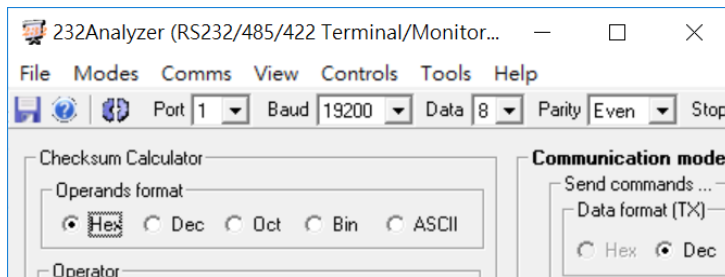 232Analyzer (RS232/485/422 Terminal/Monitor...
File Modes Comms View Controls Tools Help
Port 1 Baud 19200 Data 8 Parity Even Stop
Checksum Calculator
Communication mode
Operands format
Send commands ...
Data format (TX)
Hex Dec Oct Bin ASCII
Hex Dec
Operator